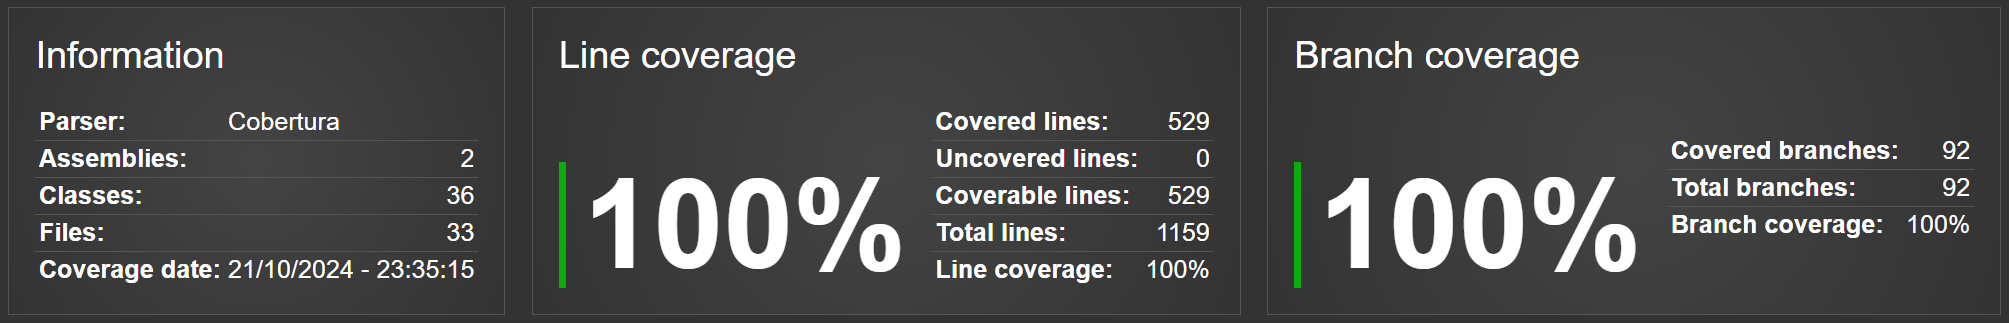 Information
Parser: Cobertura
Assemblies: 2
Classes: 36
Files: 33
Coverage date: 21/10/2024 - 23:35:15
Line coverage
100%
Covered lines: 529
Uncovered lines: 0
Coverable lines: 529
Total lines: 1159
Line coverage: 100%
Branch coverage
100%
Covered branches: 92
Total branches: 92
Branch coverage: 100%